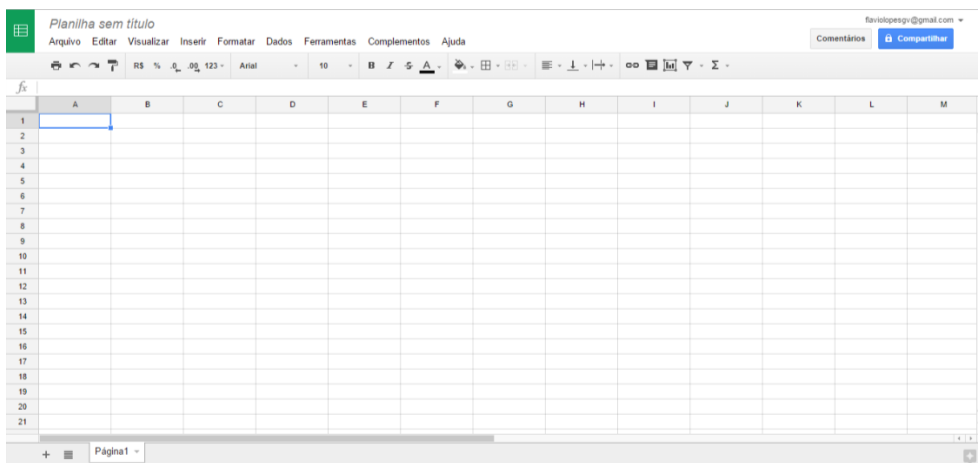 Planilha sem título
flaviolopesgv@gmail.com
Arquivo Editar Visualizar Inserir Formatar Dados Ferramentas Complementos Ajuda
Comentários Compartilhar
R$ % .0 .00 123 Arial 10 B I S A Σ
fx
A B C D E F G H I J K L M
1
2
3
4
5
6
7
8
9
10
11
12
13
14
15
16
17
18
19
20
21
+ Página1